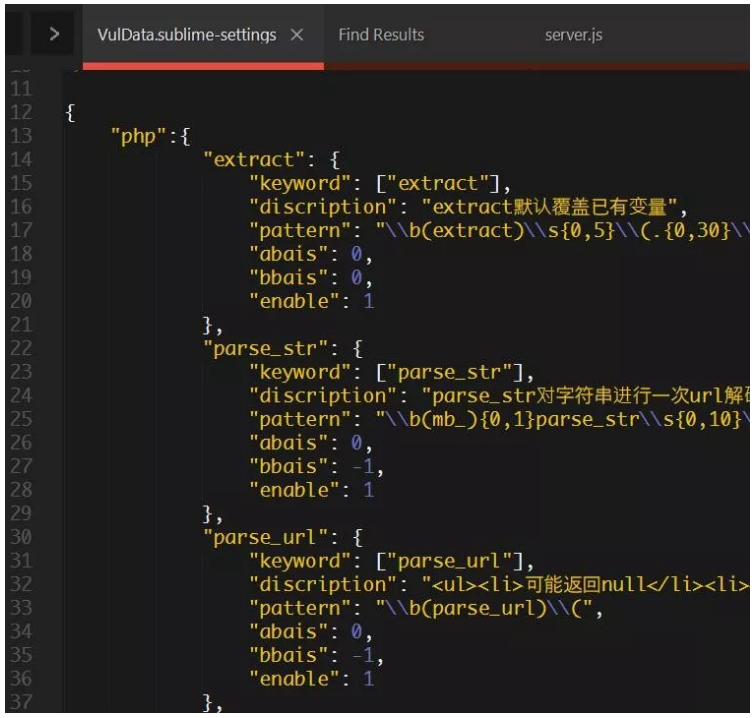 > VulData.sublime-settings × Find Results server.js
11
12 {
13 "php":{
14 "extract": {
15 "keyword": ["extract"],
16 "discription": "extract默认覆盖已有变量",
17 "pattern": "\\b(extract)\\s{0,5}\\(.{0,30}\\
18 "abais": 0,
19 "bbais": 0,
20 "enable": 1
21 },
22 "parse_str": {
23 "keyword": ["parse_str"],
24 "discription": "parse_str对字符串进行一次url解
25 "pattern": "\\b(mb_){0,1}parse_str\\s{0,10}\
26 "abais": 0,
27 "bbais": -1,
28 "enable": 1
29 },
30 "parse_url": {
31 "keyword": ["parse_url"],
32 "discription": "<ul><li>可能返回null</li><li>
33 "pattern": "\\b(parse_url)\\(",
34 "abais": 0,
35 "bbais": -1,
36 "enable": 1
37 },